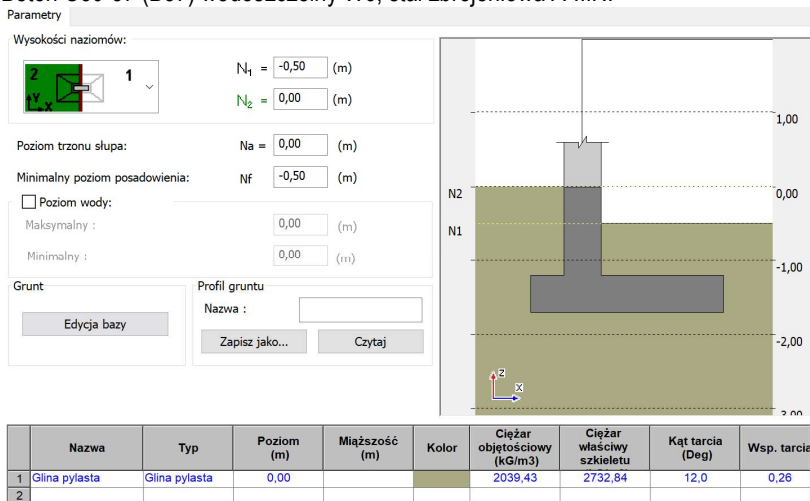 Parametry
Wysokości naziomów:
2 1
Y X
N1 = -0,50 (m)
N2 = 0,00 (m)
Poziom trzonu słupa: Na = 0,00 (m)
Minimalny poziom posadowienia: Nf -0,50 (m)
Poziom wody:
Maksymalny : 0,00 (m)
Minimalny : 0,00 (m)
Grunt
Edycja bazy
Profil gruntu
Nazwa :
Zapisz jako... Czytaj
1,00
N2 0,00
N1
-1,00
-2,00
z
x
Nazwa Typ Poziom (m) Miąższość (m) Kolor Ciężar objętościowy (kG/m3) Ciężar właściwy szkieletu Kąt tarcia (Deg) Wsp. tarcia
1 Glina pylasta Glina pylasta 0,00 2039,43 2732,84 12,0 0,26
2